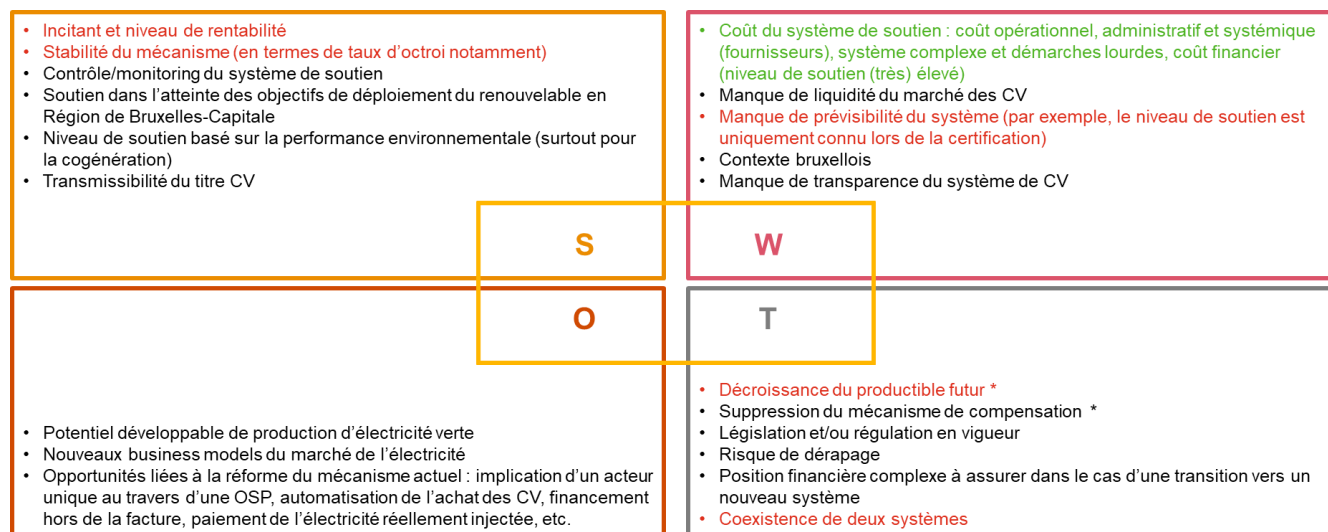 • Incitant et niveau de rentabilité
• Stabilité du mécanisme (en termes de taux d'octroi notamment)
• Contrôle/monitoring du système de soutien
• Soutien dans l'atteinte des objectifs de déploiement du renouvelable en
Région de Bruxelles-Capitale
• Niveau de soutien basé sur la performance environnementale (surtout pour
la cogénération)
• Transmissibilité du titre CV
S
• Coût du système de soutien : coût opérationnel, administratif et systémique
(fournisseurs), système complexe et démarches lourdes, coût financier
(niveau de soutien (très) élevé)
• Manque de liquidité du marché des CV
• Manque de prévisibilité du système (par exemple, le niveau de soutien est
uniquement connu lors de la certification)
• Contexte bruxellois
• Manque de transparence du système de CV
W
O
• Potentiel développable de production d'électricité verte
• Nouveaux business models du marché de l'électricité
• Opportunités liées à la réforme du mécanisme actuel : implication d'un acteur
unique au travers d'une OSP, automatisation de l'achat des CV, financement
hors de la facture, paiement de l'électricité réellement injectée, etc.
T
• Décroissance du productible futur *
• Suppression du mécanisme de compensation *
• Législation et/ou régulation en vigueur
• Risque de dérapage
• Position financière complexe à assurer dans le cas d'une transition vers un
nouveau système
• Coexistence de deux systèmes